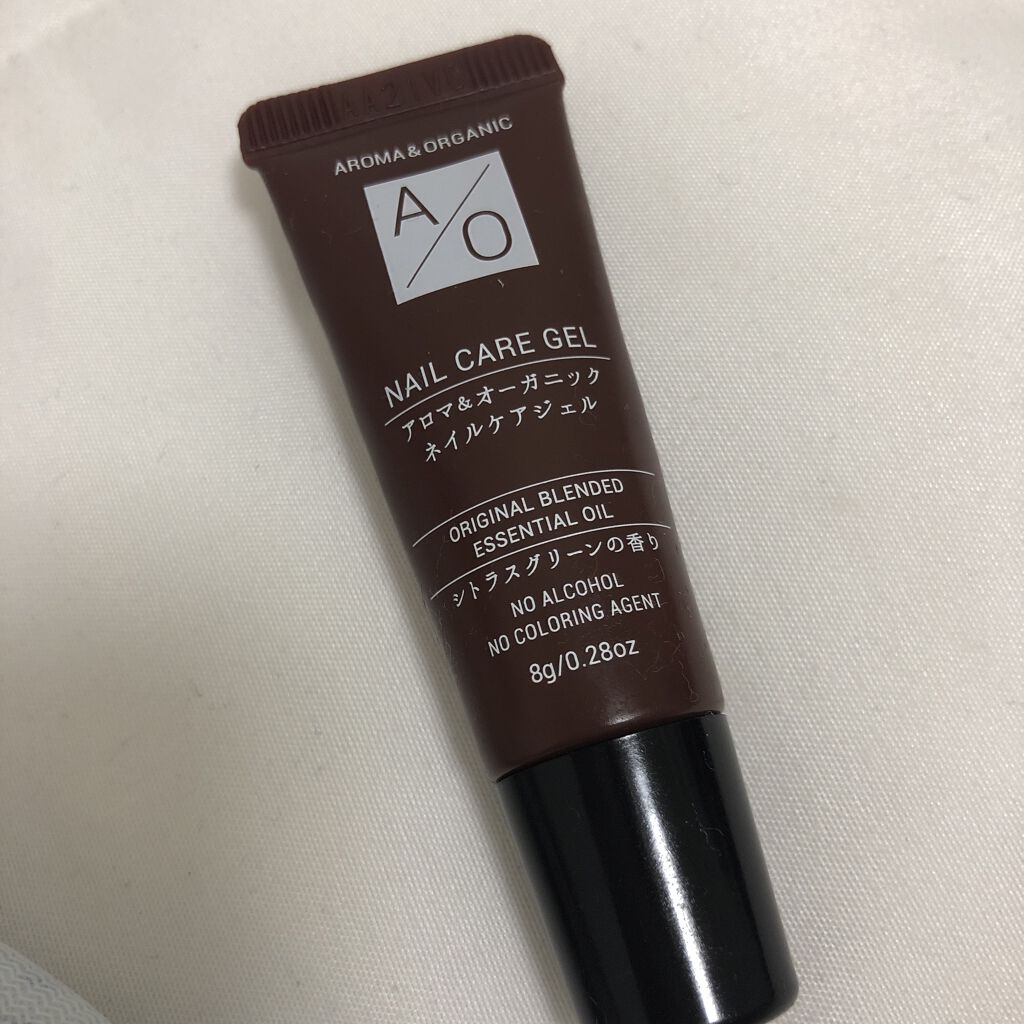 AA21VC
AROMA & ORGANIC
A/O
NAIL CARE GEL
アロマ&オーガニック
ネイルケアジェル
ORIGINAL BLENDED
ESSENTIAL OIL
シトラスグリーンの香り
NO ALCOHOL
NO COLORING AGENT
8g/0.28oz